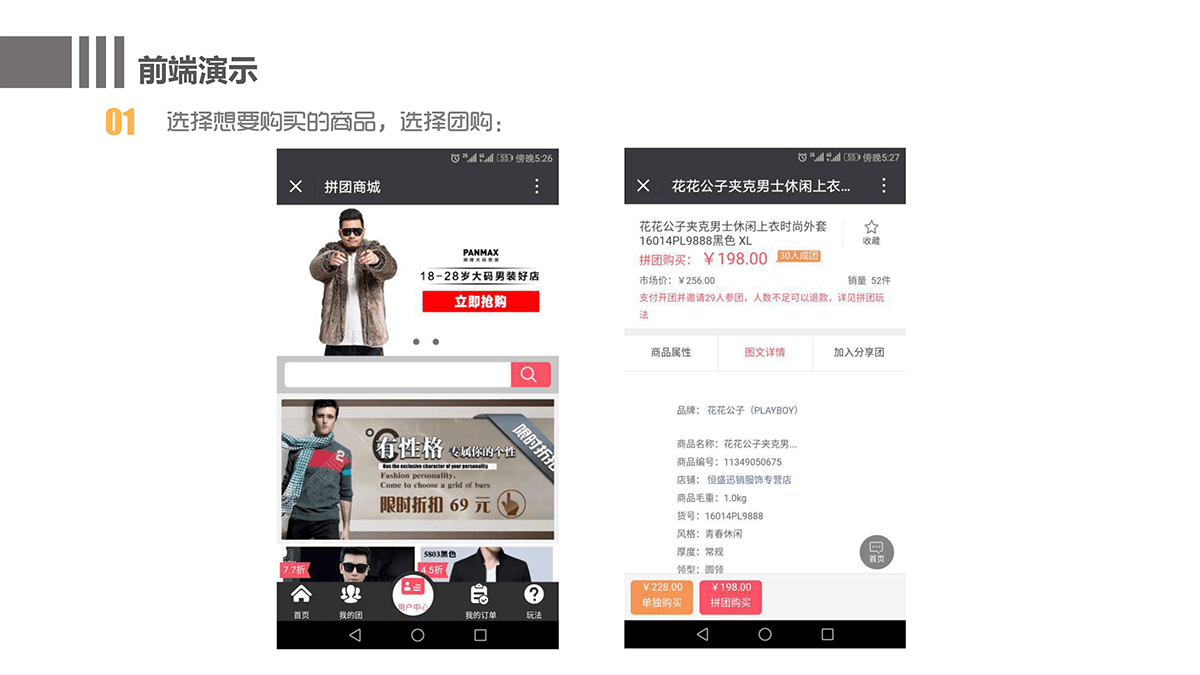 前端演示
01 选择想要购买的商品，选择团购：
傍晚5:26
拼团商城
PANMAX
潮牌大码男装
18-28岁大码男装好店
立即抢购
有性格 专属你的个性
限时折扣
Has the exclusive character of your personality
Fashion personality.
Come to choose a grid of bars
限时折扣 69 元
7.7折
5803黑色
4.5折
首页 我的团 用户中心 我的订单 玩法
55 傍晚5:27
花花公子夹克男士休闲上衣...
花花公子夹克男士休闲上衣时尚外套
16014PL9888黑色 XL
收藏
拼团购买：￥198.00 30人成团
市场价：￥256.00 销量 52件
支付开团并邀请29人参团，人数不足可以退款，详见拼团玩
法
商品属性 图文详情 加入分享团
品牌： 花花公子（PLAYBOY）
商品名称：花花公子夹克男...
商品编号：11349050675
店铺： 恒盛迅销服饰专营店
商品毛重：1.0kg
货号：16014PL9888
风格：青春休闲
厚度：常规
领型：圆领
首页
￥228.00
单独购买
￥198.00
拼团购买